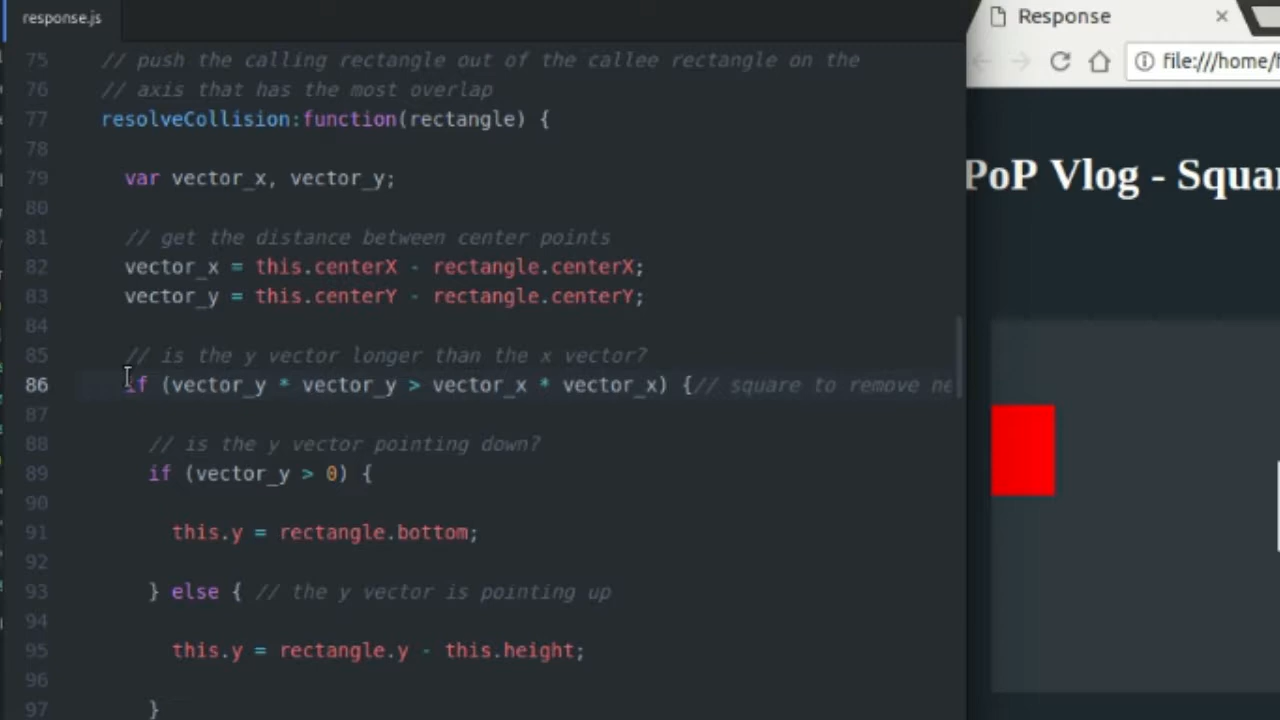 response.js
75 // push the calling rectangle out of the callee rectangle on the
76 // axis that has the most overlap
77 resolveCollision:function(rectangle) {
78
79 var vector_x, vector_y;
80
81 // get the distance between center points
82 vector_x = this.centerX - rectangle.centerX;
83 vector_y = this.centerY - rectangle.centerY;
84
85 // is the y vector longer than the x vector?
86 if (vector_y * vector_y > vector_x * vector_x) {// square to remove ne
87
88 // is the y vector pointing down?
89 if (vector_y > 0) {
90
91 this.y = rectangle.bottom;
92
93 } else { // the y vector is pointing up
94
95 this.y = rectangle.y - this.height;
96
97 }
Response
file:///home/f
PoP Vlog - Squar